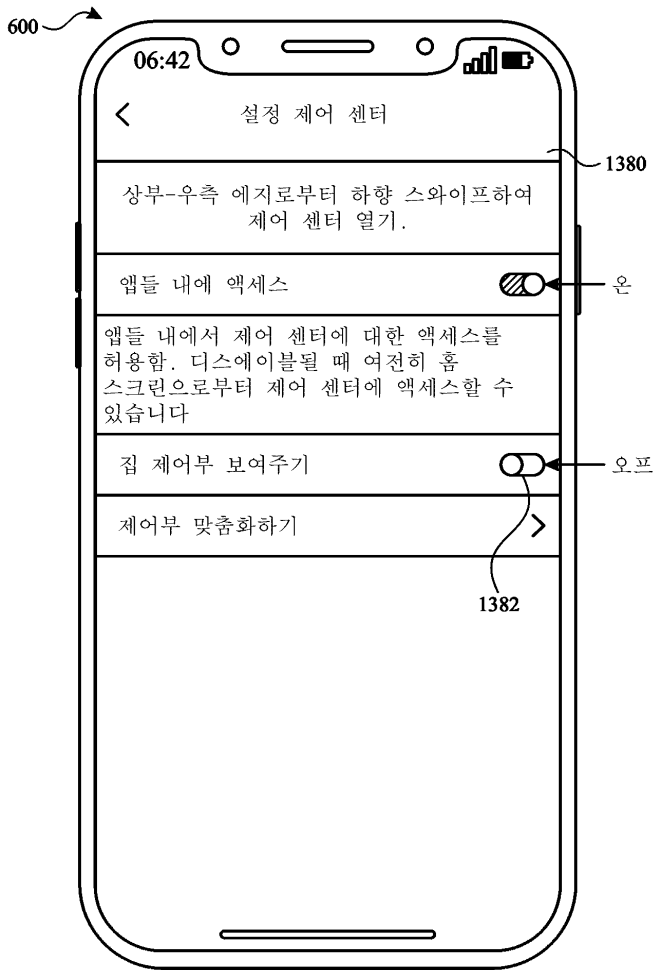 600
06:42
설정 제어 센터
1380
상부-우측 에지로부터 하향 스와이프하여
제어 센터 열기.
앱들 내에 액세스
온
앱들 내에서 제어 센터에 대한 액세스를
허용함. 디스에이블될 때 여전히 홈
스크린으로부터 제어 센터에 액세스할 수
있습니다
집 제어부 보여주기
오프
제어부 맞춤화하기
1382